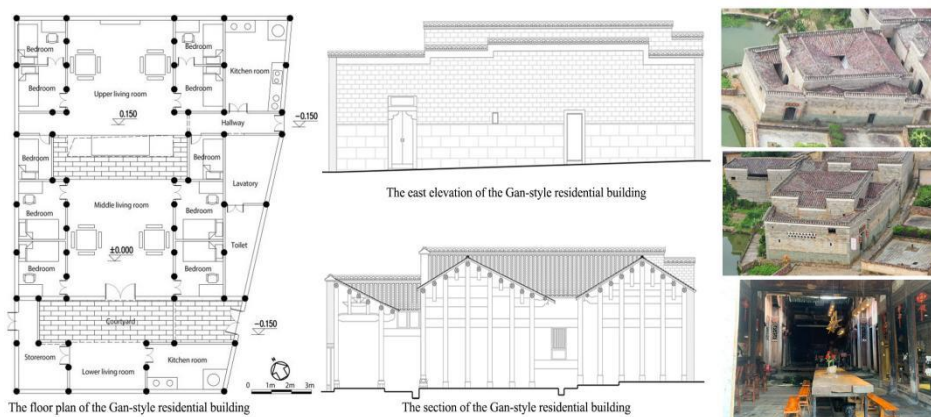 Bedroom
Bedroom
Kitchen room
Bedroom
Bedroom
Upper living room
0.150
Hallway
-0.150
Bedroom
Bedroom
Lavatory
Middle living room
Bedroom
Bedroom
Toilet
±0.000
Bedroom
Bedroom
Courtyard
-0.150
Storeroom
Kitchen room
Lower living room
0 1m 2m 3m
The floor plan of the Gan-style residential building
The east elevation of the Gan-style residential building
The section of the Gan-style residential building